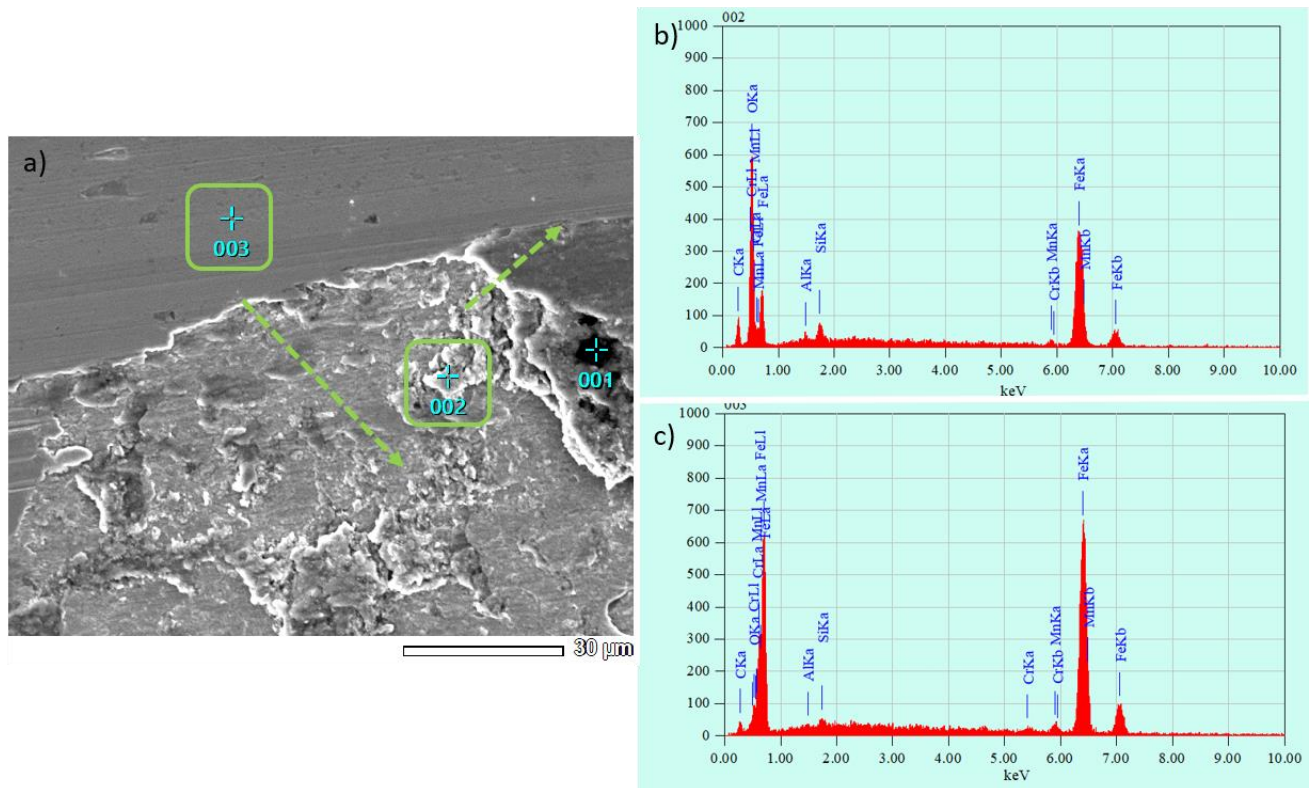 a)
003
002
001
30 µm
b)
002
1000
900
800
700
600
500
400
300
200
100
0
CKa
OKa
CrLl MnLl
FeLa
MnLa FeLl
AlKa
SiKa
CrKb MnKa
FeKa
MnKb
FeKb
0.00 1.00 2.00 3.00 4.00 5.00 6.00 7.00 8.00 9.00 10.00
keV
c)
003
1000
900
800
700
600
500
400
300
200
100
0
CKa
OKa CrLl
CrLa MnLl MnLa FeLl
FeLa
AlKa
SiKa
CrKa
CrKb MnKa
FeKa
MnKb
FeKb
0.00 1.00 2.00 3.00 4.00 5.00 6.00 7.00 8.00 9.00 10.00
keV